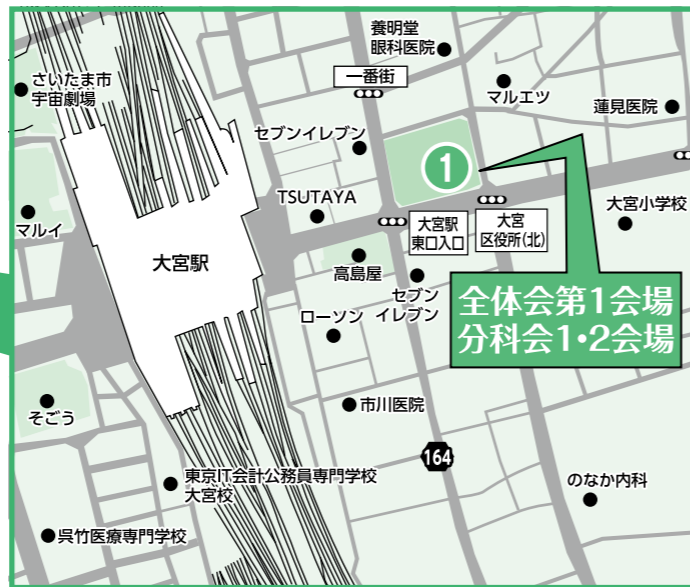 養明堂
眼科医院
一番街
さいたま市
宇宙劇場
マルエツ
蓮見医院
セブンイレブン
1
TSUTAYA
大宮駅
東口入口
大宮
区役所(北)
大宮小学校
マルイ
大宮駅
高島屋
セブン
イレブン
ローソン
全体会第1会場
分科会1・2会場
そごう
市川医院
164
東京IT会計公務員専門学校
大宮校
のなか内科
呉竹医療専門学校